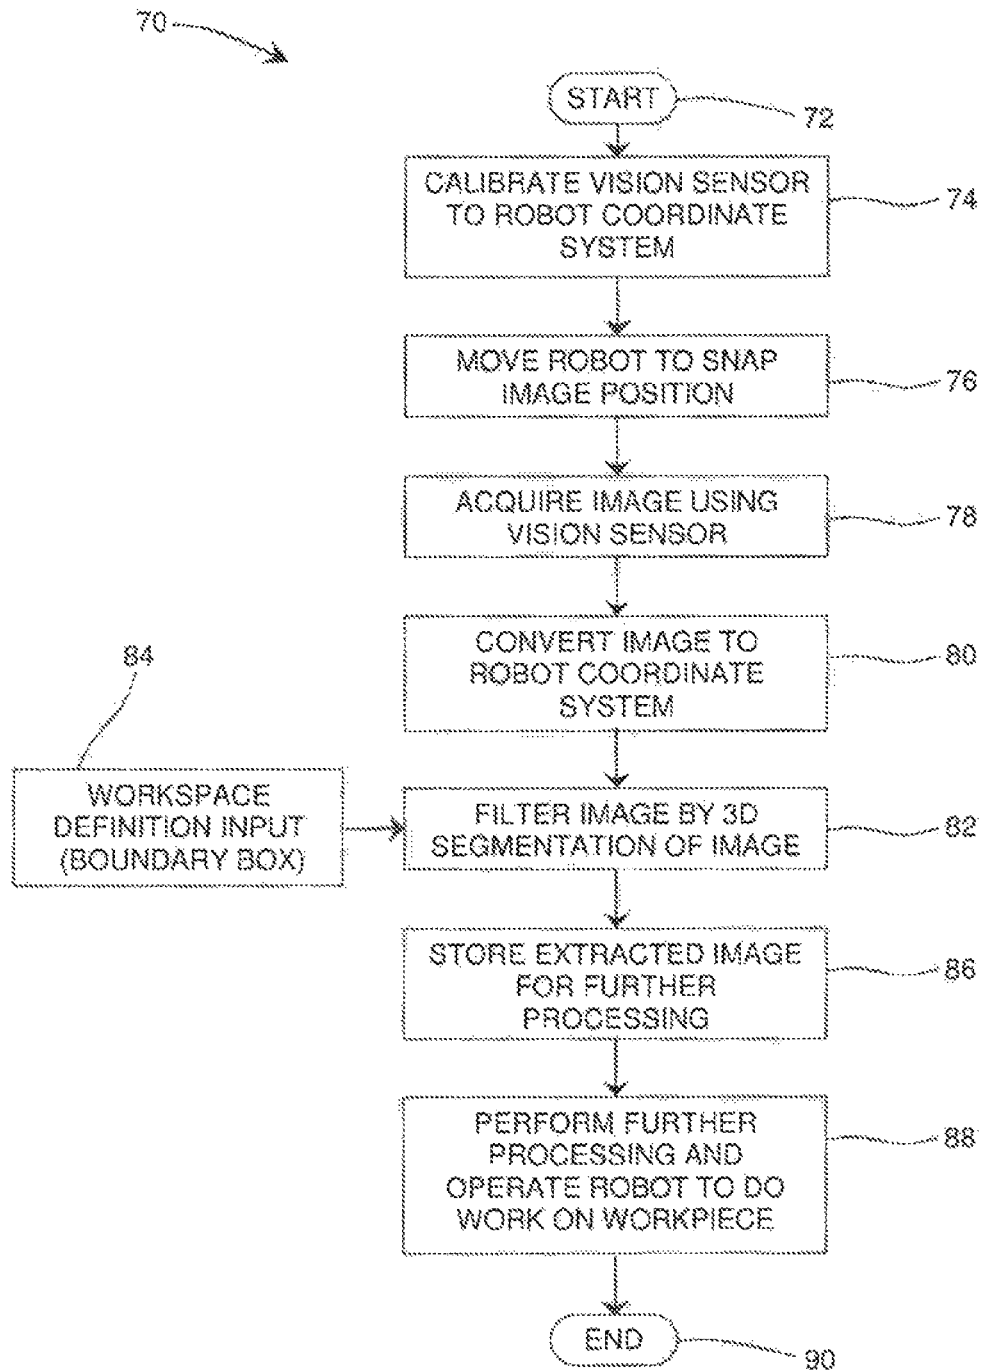 70
START
72
CALIBRATE VISION SENSOR
TO ROBOT COORDINATE
SYSTEM
74
MOVE ROBOT TO SNAP
IMAGE POSITION
76
ACQUIRE IMAGE USING
VISION SENSOR
78
CONVERT IMAGE TO
ROBOT COORDINATE
SYSTEM
80
84
WORKSPACE
DEFINITION INPUT
(BOUNDARY BOX)
FILTER IMAGE BY 3D
SEGMENTATION OF IMAGE
82
STORE EXTRACTED IMAGE
FOR FURTHER
PROCESSING
86
PERFORM FURTHER
PROCESSING AND
OPERATE ROBOT TO DO
WORK ON WORKPIECE
88
END
90